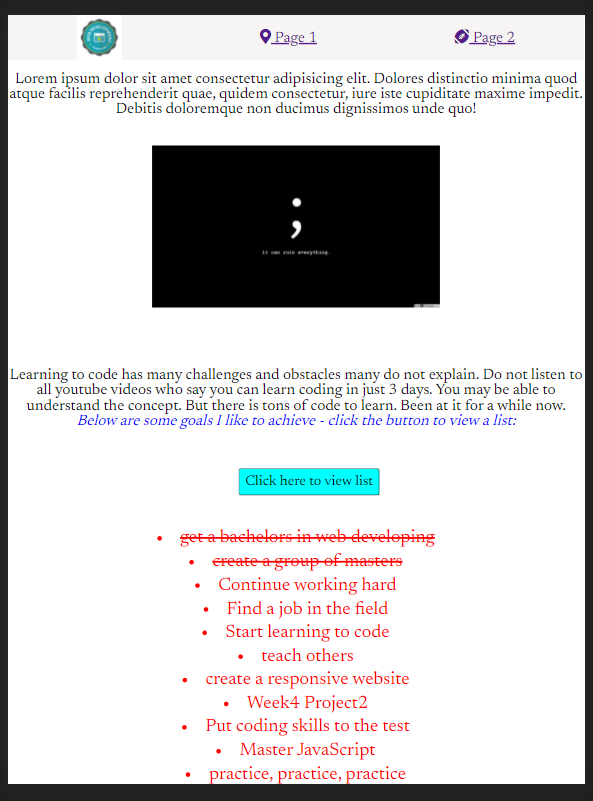 Page 1
Page 2
Lorem ipsum dolor sit amet consectetur adipisicing elit. Dolores distinctio minima quod
atque facilis reprehenderit quae, quidem consectetur, iure iste cupiditate maxime impedit.
Debitis doloremque non ducimus dignissimos unde quo!
;
it can ruin everything.
Learning to code has many challenges and obstacles many do not explain. Do not listen to
all youtube videos who say you can learn coding in just 3 days. You may be able to
understand the concept. But there is tons of code to learn. Been at it for a while now.
Below are some goals I like to achieve - click the button to view a list:
Click here to view list
• get a bachelors in web developing
• create a group of masters
• Continue working hard
• Find a job in the field
• Start learning to code
• teach others
• create a responsive website
• Week4 Project2
• Put coding skills to the test
• Master JavaScript
• practice, practice, practice